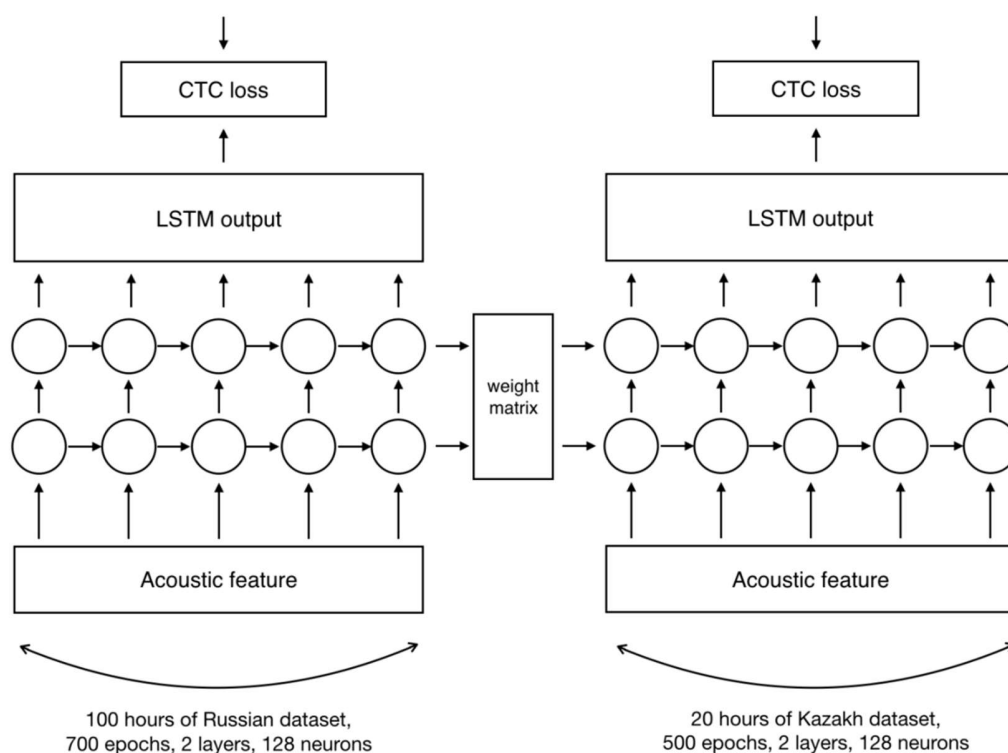 CTC loss
LSTM output
Acoustic feature
100 hours of Russian dataset,
700 epochs, 2 layers, 128 neurons
weight
matrix
CTC loss
LSTM output
Acoustic feature
20 hours of Kazakh dataset,
500 epochs, 2 layers, 128 neurons